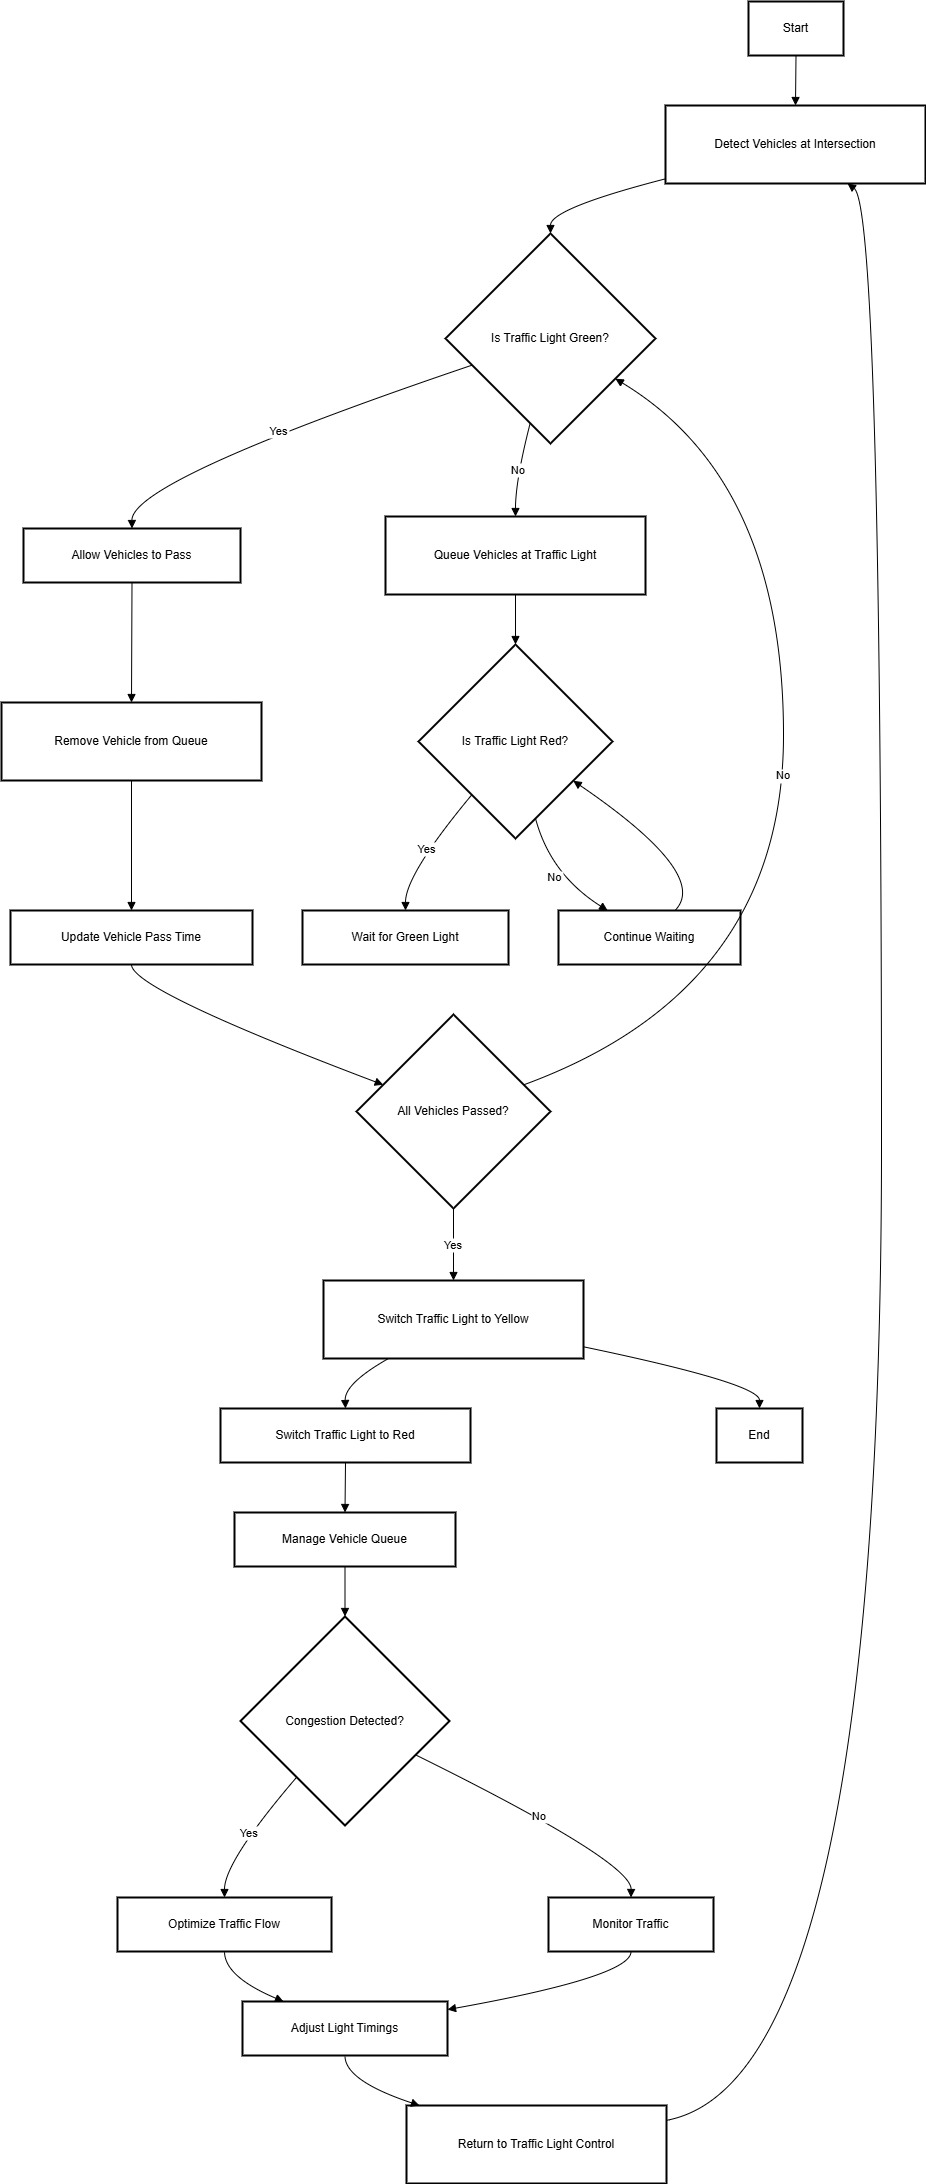 Start
Detect Vehicles at Intersection
Is Traffic Light Green?
Yes
No
Allow Vehicles to Pass
Queue Vehicles at Traffic Light
Remove Vehicle from Queue
Is Traffic Light Red?
No
Yes
No
Update Vehicle Pass Time
Wait for Green Light
Continue Waiting
All Vehicles Passed?
Yes
Switch Traffic Light to Yellow
Switch Traffic Light to Red
End
Manage Vehicle Queue
Congestion Detected?
No
Yes
Optimize Traffic Flow
Monitor Traffic
Adjust Light Timings
Return to Traffic Light Control